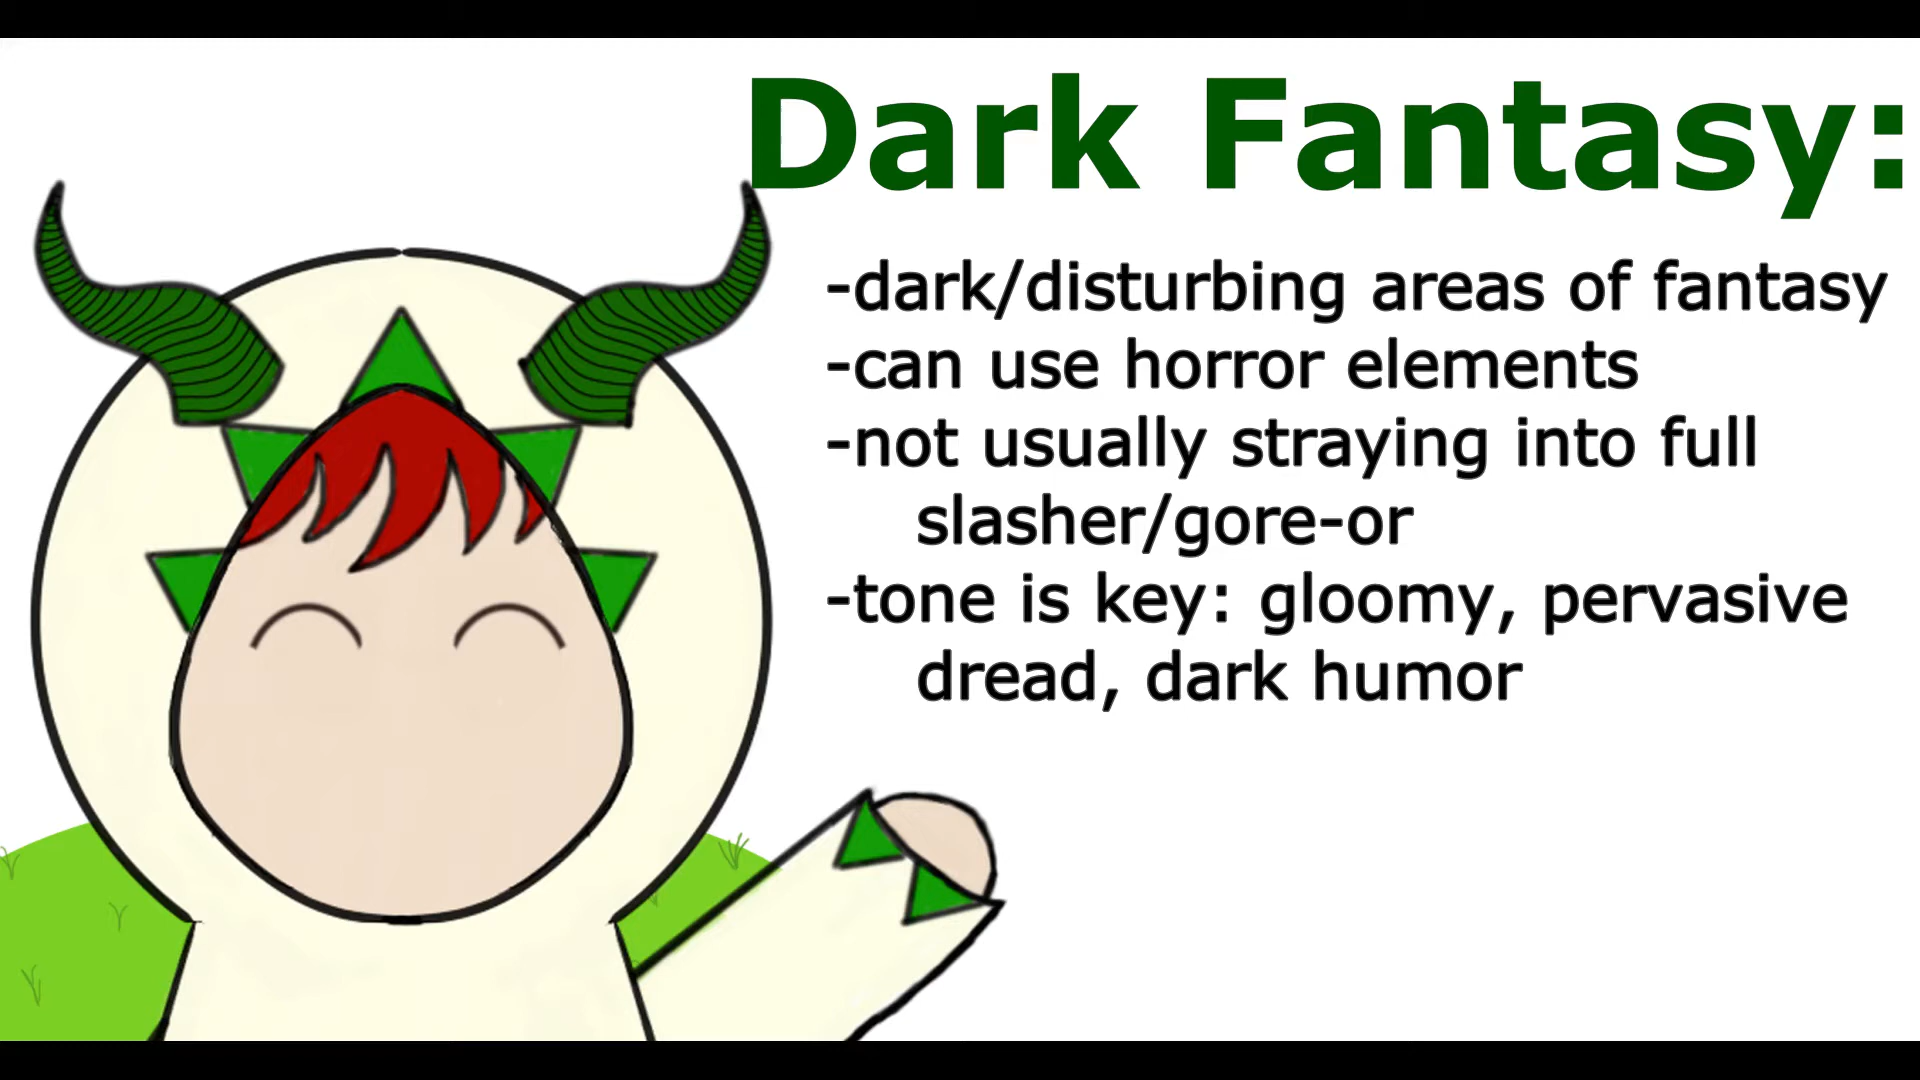 Dark Fantasy:
-dark/disturbing areas of fantasy
-can use horror elements
-not usually straying into full
slasher/gore-or
-tone is key: gloomy, pervasive
dread, dark humor